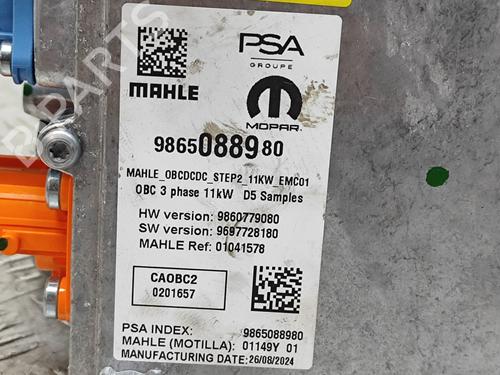 PSA
GROUPE
MAHLE
MOPAR
9865088980
MAHLE_OBCDCDC_STEP2_11KW_EMC01
OBC 3 phase 11kW D5 Samples
HW version: 9860779080
SW version: 9697728180
MAHLE Ref: 01041578
CAOBC2
0201657
PSA INDEX: 9865088980
MAHLE (MOTILLA): 01149Y 01
MANUFACTURING DATE: 26/08/2024
B-PARTS